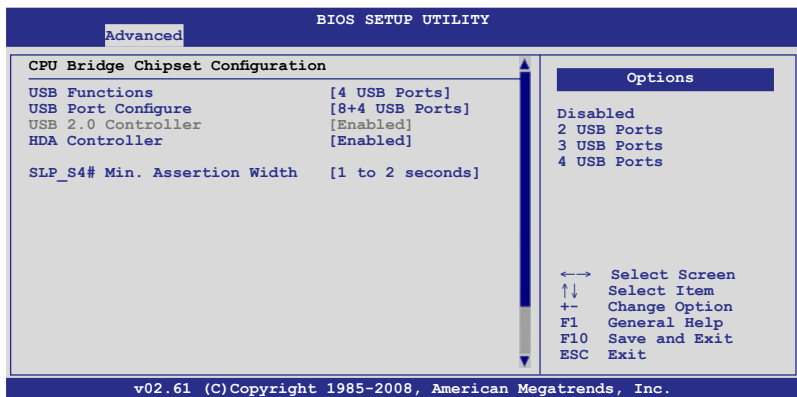 BIOS SETUP UTILITY
Advanced
CPU Bridge Chipset Configuration
USB Functions [4 USB Ports]
USB Port Configure [8+4 USB Ports]
USB 2.0 Controller [Enabled]
HDA Controller [Enabled]
SLP_S4# Min. Assertion Width [1 to 2 seconds]
Options
Disabled
2 USB Ports
3 USB Ports
4 USB Ports
←→ Select Screen
↑↓ Select Item
+- Change Option
F1 General Help
F10 Save and Exit
ESC Exit
v02.61 (C)Copyright 1985-2008, American Megatrends, Inc.